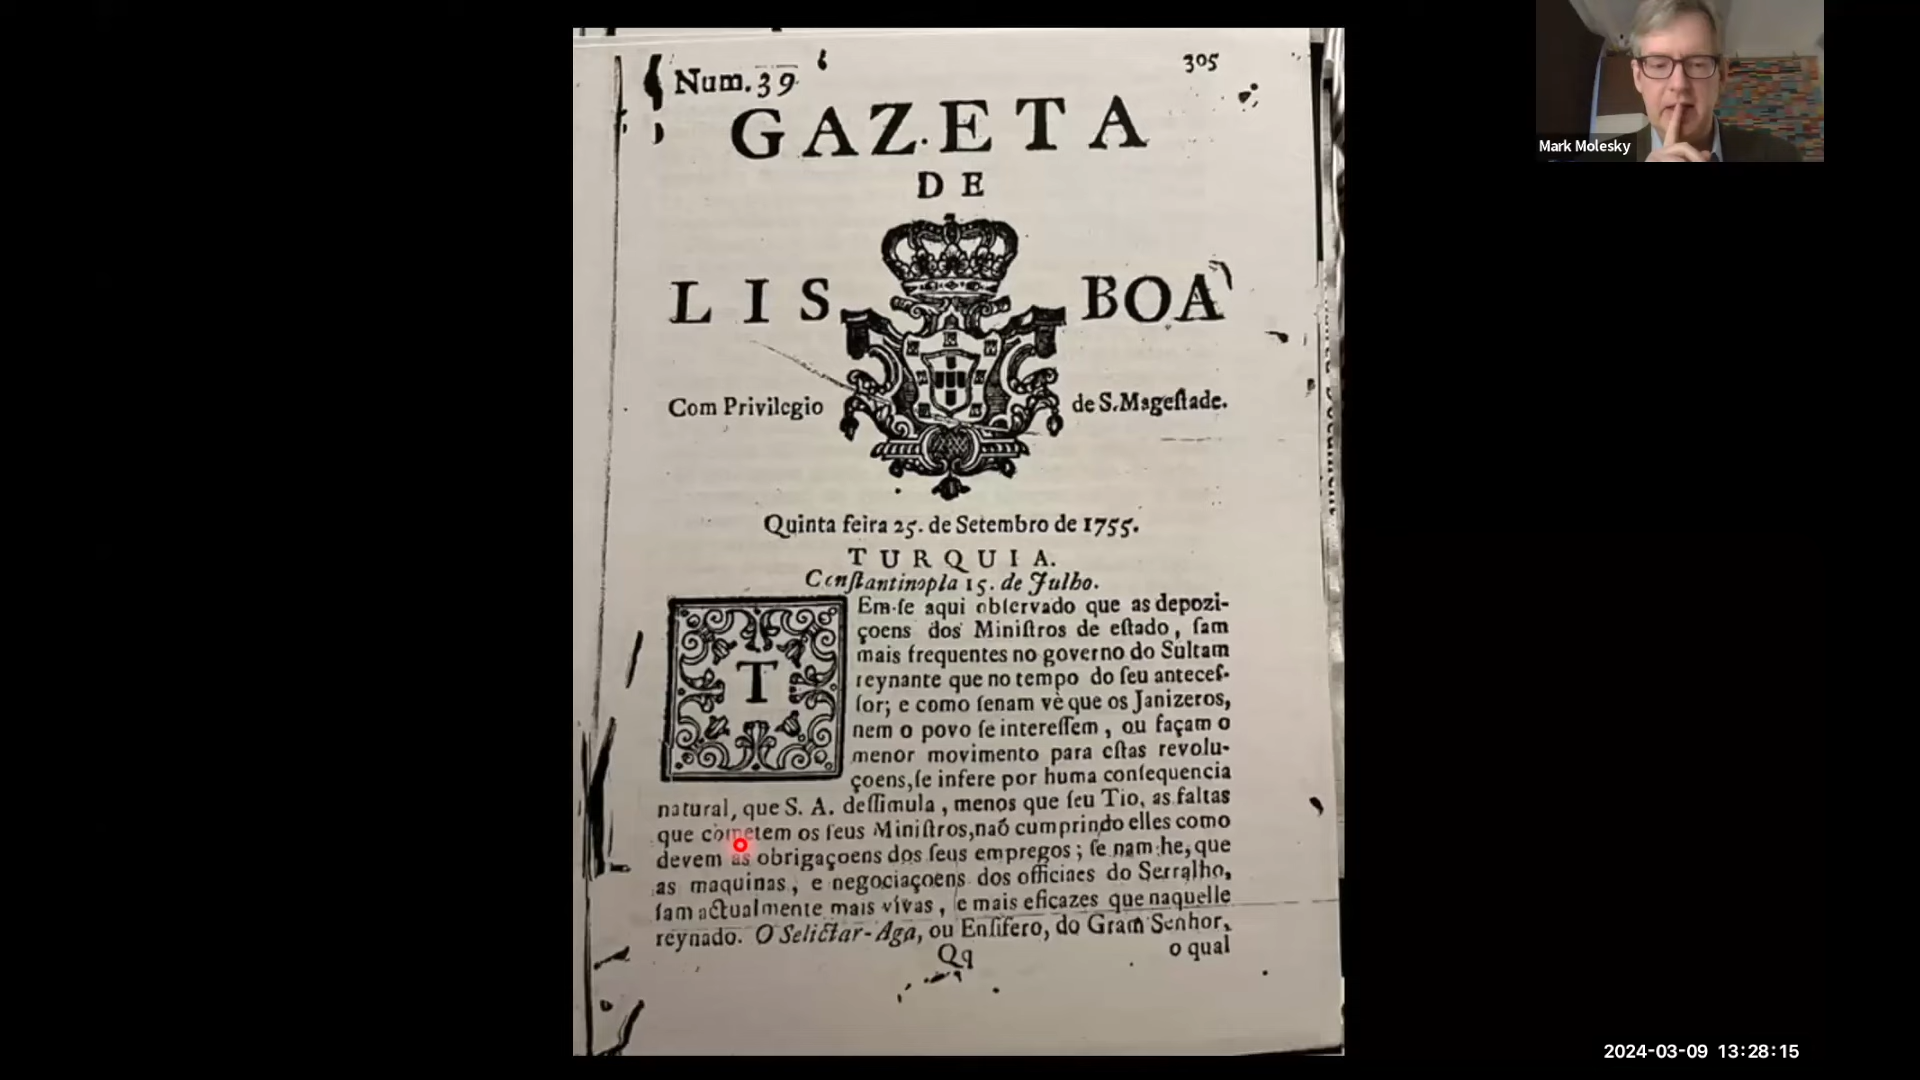 Num. 39
305
GAZETA
DE
LISBOA
Com Privilegio de S. Mageſtade.
Quinta feira 25. de Setembro de 1755.
TURQUIA.
Conſtantinopla 15. de Julho.
TEm-ſe aqui obſervado que as depozi-
çoens dos Miniſtros de eſtado, ſam
mais frequentes no governo do Sultam
reynante que no tempo do ſeu anteceſ-
ſor; e como ſenam vè que os Janizeros,
nem o povo ſe intereſſem, ou façam o
menor movimento para eſtas revolu-
çoens, ſe infere por huma conſequencia
natural, que S. A. deſſimula, menos que ſeu Tio, as faltas
que cometem os ſeus Miniſtros, naõ cumprindo elles como
devem as obrigaçoens dos ſeus empregos; ſe nam he, que
as maquinas, e negociaçoens dos officiaes do Serralho,
ſam actualmente mais vivas, e mais eficazes que naquelle
reynado. O Selictar-Aga, ou Enſifero, do Gram Senhor,
Qq
o qual
Mark Molesky
2024-03-09 13:28:15